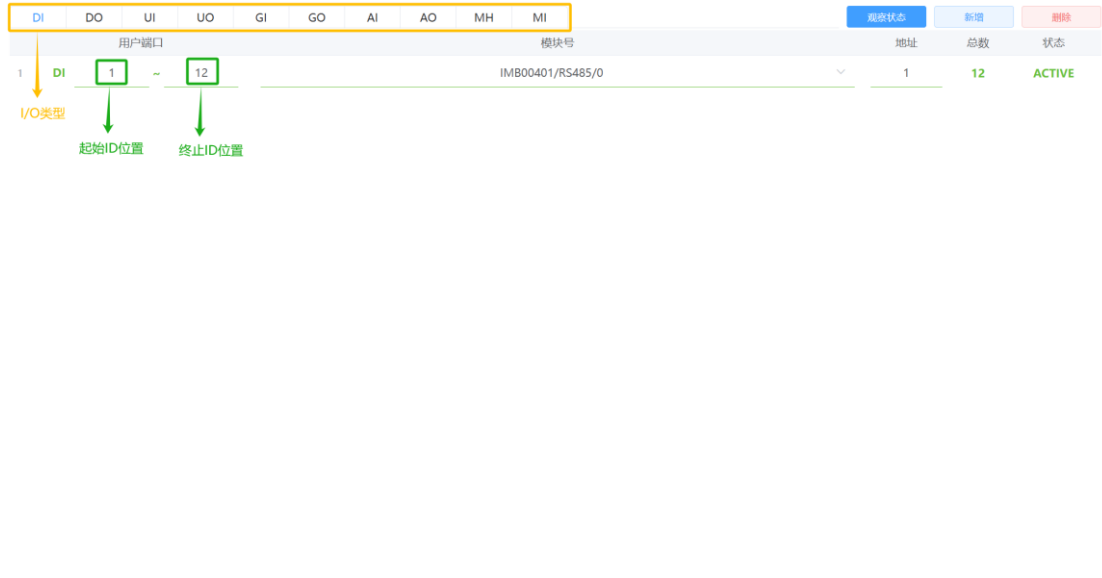 DI DO UI UO GI GO AI AO MH MI 观察状态 新增 删除
用户端口 模块号 地址 总数 状态
1 DI 1 ~ 12 IMB00401/RS485/0 1 12 ACTIVE
I/O类型
起始ID位置 终止ID位置